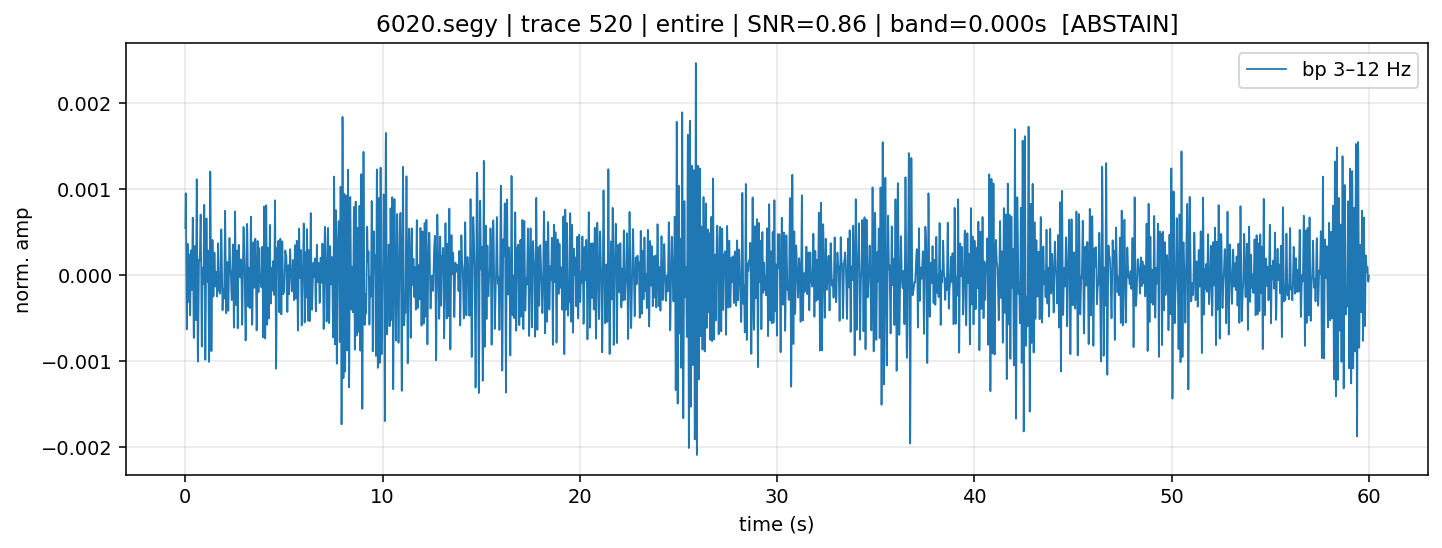 6020.segy | trace 520 | entire | SNR=0.86 | band=0.000s  [ABSTAIN]
bp 3–12 Hz
0.002
0.001
0.000
−0.001
−0.002
norm. amp
0 10 20 30 40 50 60
time (s)